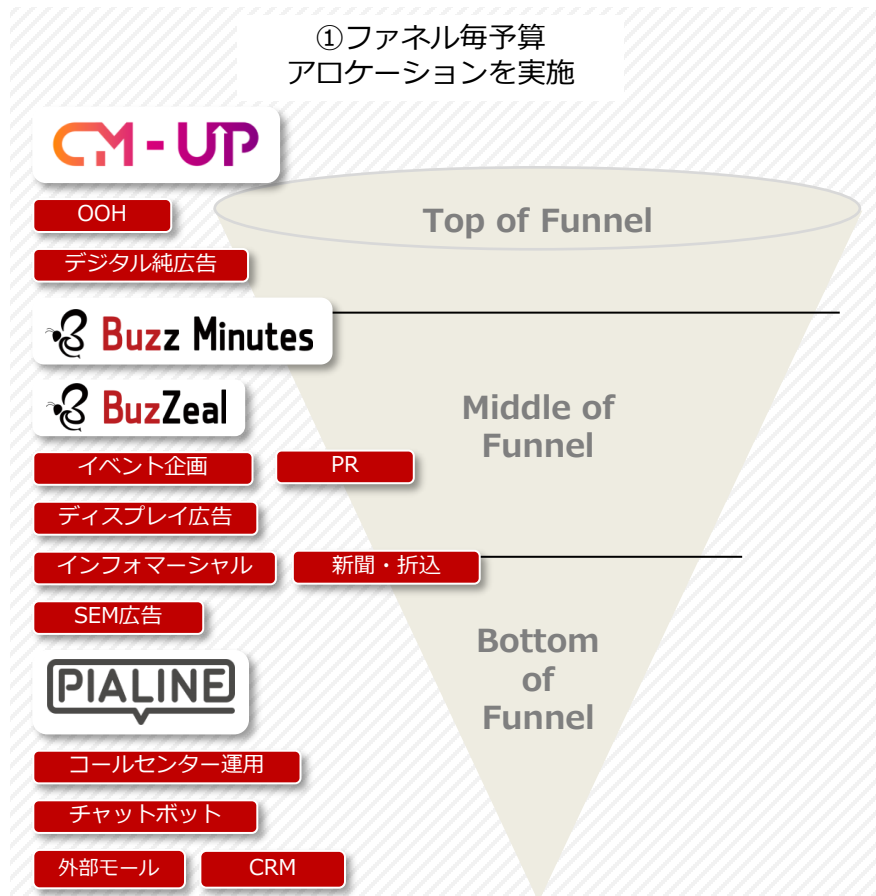 ①ファネル毎予算
アロケーションを実施
CM-UP
OOH
Top of Funnel
デジタル純広告
Buzz Minutes
BuzZeal
Middle of
Funnel
イベント企画
PR
ディスプレイ広告
インフォマーシャル
新聞・折込
SEM広告
Bottom
of
Funnel
PIALINE
コールセンター運用
チャットボット
外部モール
CRM